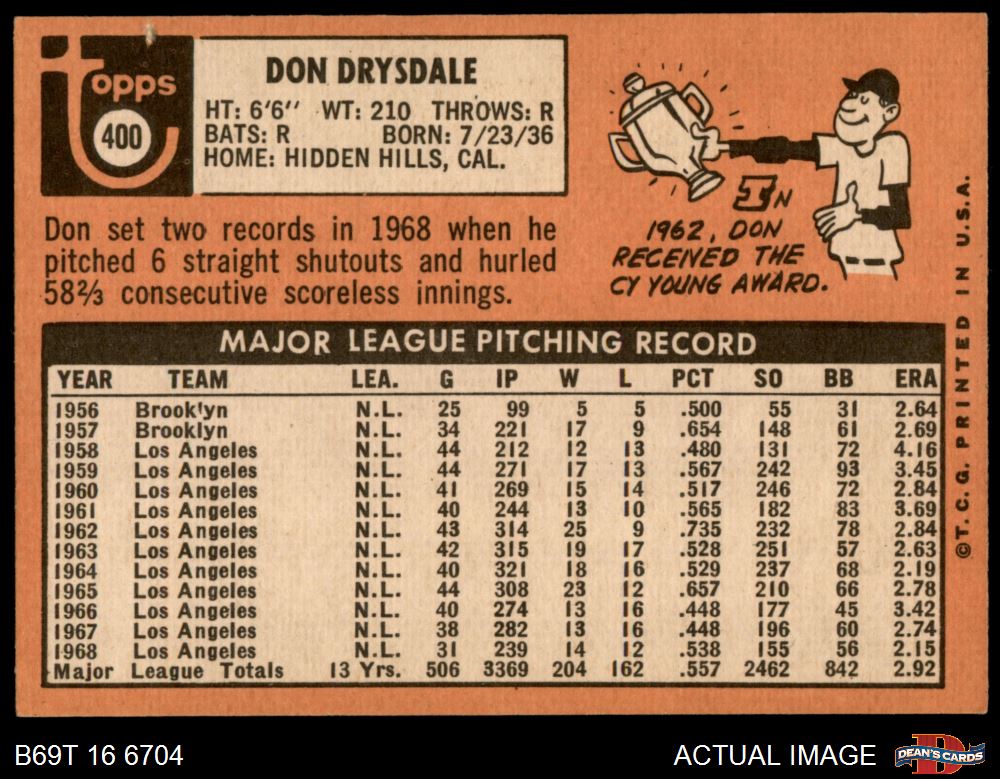 Topps
400
DON DRYSDALE
HT: 6'6" WT: 210 THROWS: R
BATS: R BORN: 7/23/36
HOME: HIDDEN HILLS, CAL.
Don set two records in 1968 when he
pitched 6 straight shutouts and hurled
58⅔ consecutive scoreless innings.
IN
1962, DON
RECEIVED THE
CY YOUNG AWARD.
MAJOR LEAGUE PITCHING RECORD
YEAR TEAM LEA. G IP W L PCT SO BB ERA
1956 Brooklyn N.L. 25 99 5 5 .500 55 31 2.64
1957 Brooklyn N.L. 34 221 17 9 .654 148 61 2.69
1958 Los Angeles N.L. 44 212 12 13 .480 131 72 4.16
1959 Los Angeles N.L. 44 271 17 13 .567 242 93 3.45
1960 Los Angeles N.L. 41 269 15 14 .517 246 72 2.84
1961 Los Angeles N.L. 40 244 13 10 .565 182 83 3.69
1962 Los Angeles N.L. 43 314 25 9 .735 232 78 2.84
1963 Los Angeles N.L. 42 315 19 17 .528 251 57 2.63
1964 Los Angeles N.L. 40 321 18 16 .529 237 68 2.19
1965 Los Angeles N.L. 44 308 23 12 .657 210 66 2.78
1966 Los Angeles N.L. 40 274 13 16 .448 177 45 3.42
1967 Los Angeles N.L. 38 282 13 16 .448 196 60 2.74
1968 Los Angeles N.L. 31 239 14 12 .538 155 56 2.15
Major League Totals 13 Yrs. 506 3369 204 162 .557 2462 842 2.92
©T.C.G. PRINTED IN U.S.A.
B69T 16 6704
ACTUAL IMAGE
DEAN'S CARDS